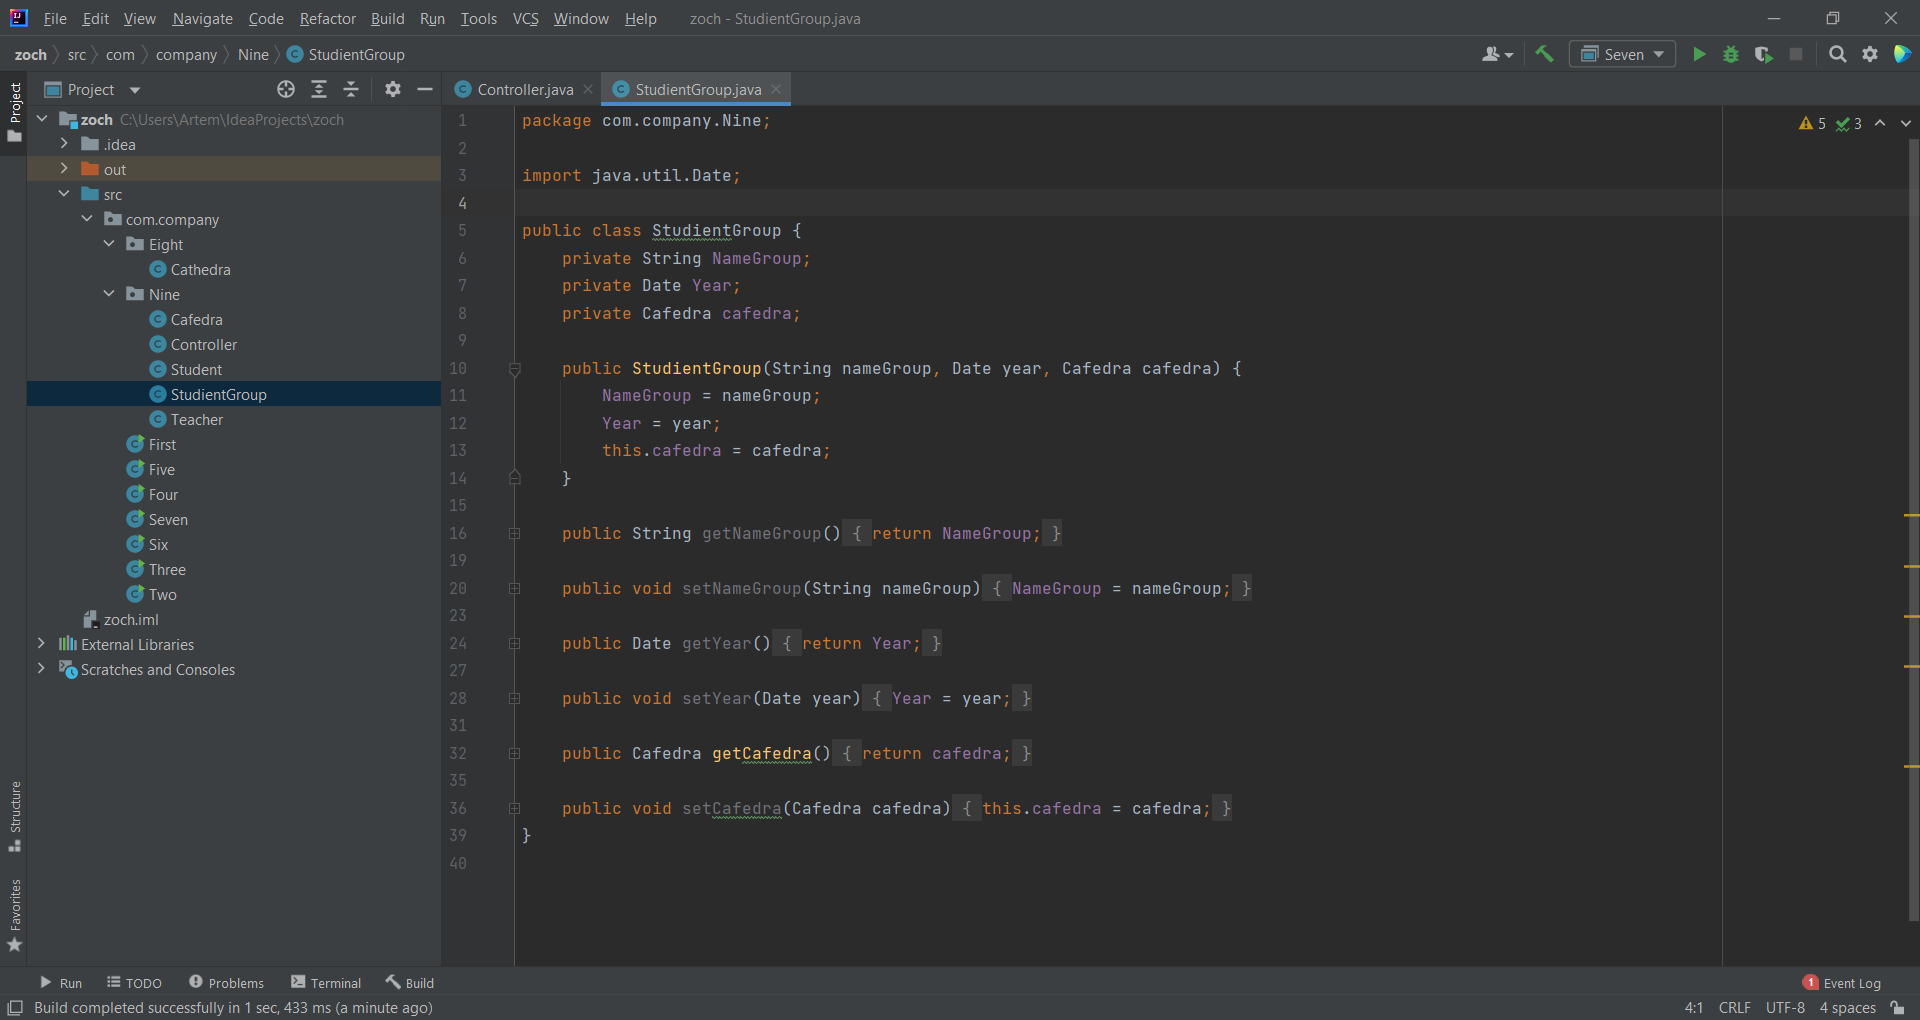 File Edit View Navigate Code Refactor Build Run Tools VCS Window Help zoch - StudientGroup.java
zoch src com company Nine StudientGroup Seven
Project
Controller.java StudientGroup.java
Project
zoch C:\Users\Artem\IdeaProjects\zoch
.idea
out
src
com.company
Eight
Cathedra
Nine
Cafedra
Controller
Student
StudientGroup
Teacher
First
Five
Four
Seven
Six
Three
Two
zoch.iml
External Libraries
Scratches and Consoles
Structure
Favorites
5 3
1 package com.company.Nine;
2
3 import java.util.Date;
4
5 public class StudientGroup {
6 private String NameGroup;
7 private Date Year;
8 private Cafedra cafedra;
9
10 public StudientGroup(String nameGroup, Date year, Cafedra cafedra) {
11 NameGroup = nameGroup;
12 Year = year;
13 this.cafedra = cafedra;
14 }
15
16 public String getNameGroup() { return NameGroup; }
19
20 public void setNameGroup(String nameGroup) { NameGroup = nameGroup; }
23
24 public Date getYear() { return Year; }
27
28 public void setYear(Date year) { Year = year; }
31
32 public Cafedra getCafedra() { return cafedra; }
35
36 public void setCafedra(Cafedra cafedra) { this.cafedra = cafedra; }
39 }
40
Run TODO Problems Terminal Build 1 Event Log
Build completed successfully in 1 sec, 433 ms (a minute ago) 4:1 CRLF UTF-8 4 spaces